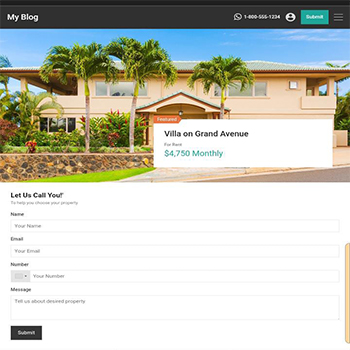 My Blog
1-800-555-1234
Submit
Featured
Villa on Grand Avenue
For Rent
$4,750 Monthly
Let Us Call You!
To help you choose your property
Name
Your Name
Email
Your Email
Number
Your Number
Message
Tell us about desired property
Submit